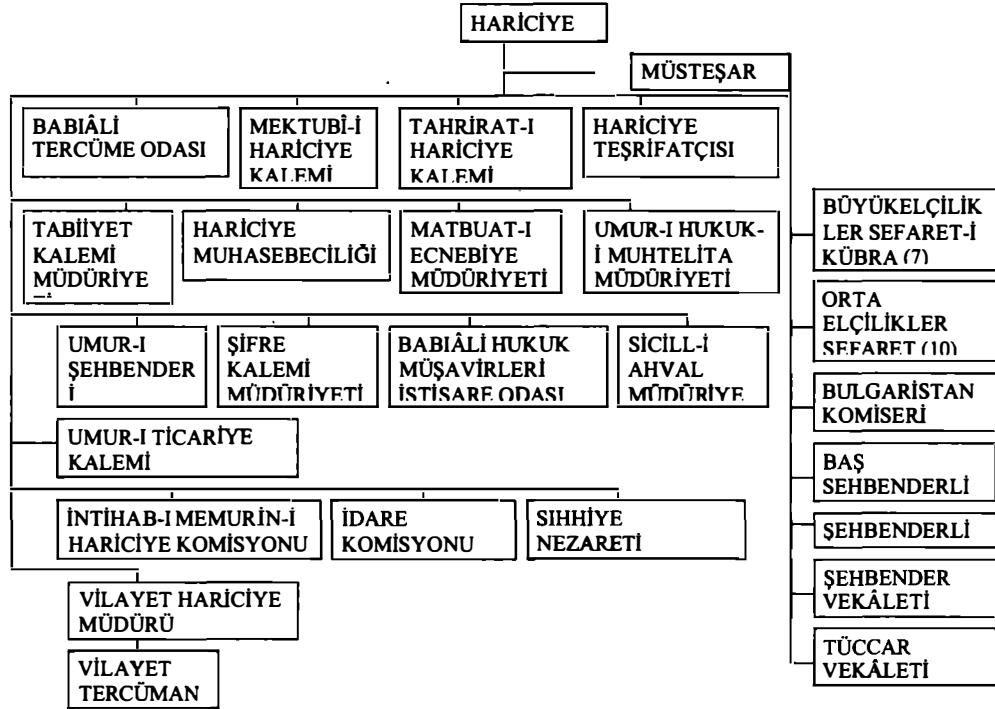 HARİCİYE
MÜSTEŞAR
BABIÂLİ
TERCÜME ODASI
MEKTUBÎ-İ
HARİCİYE
KALEMİ
TAHRİRAT-I
HARİCİYE
KALEMİ
HARİCİYE
TEŞRİFATÇISI
TABİİYET
KALEMİ
MÜDÜRİYE
HARİCİYE
MUHASEBECİLİĞİ
MATBUAT-I
ECNEBİYE
MÜDÜRİYETİ
UMUR-I HUKUK-
İ MUHTELİTA
MÜDÜRİYETİ
UMUR-I
ŞEHBENDER
İ
ŞİFRE
KALEMİ
MÜDÜRİYETİ
BABIÂLİ HUKUK
MÜŞAVİRLERİ
İSTİSARE ODASI
SİCİLL-İ
AHVAL
MÜDÜRİYE
UMUR-I TİCARİYE
KALEMİ
İNTİHAB-I MEMURİN-İ
HARİCİYE KOMİSYONU
İDARE
KOMİSYONU
SIHHİYE
NEZARETİ
VİLAYET HARİCİYE
MÜDÜRÜ
VİLAYET
TERCÜMAN
BÜYÜKELÇİLİK
LER SEFARET-İ
KÜBRA (7)
ORTA
ELÇİLİKLER
SEFARET (10)
BULGARİSTAN
KOMİSERİ
BAŞ
SEHBENDERLİ
ŞEHBENDERLİ
ŞEHBENDER
VEKÂLETİ
TÜCCAR
VEKÂLETİ